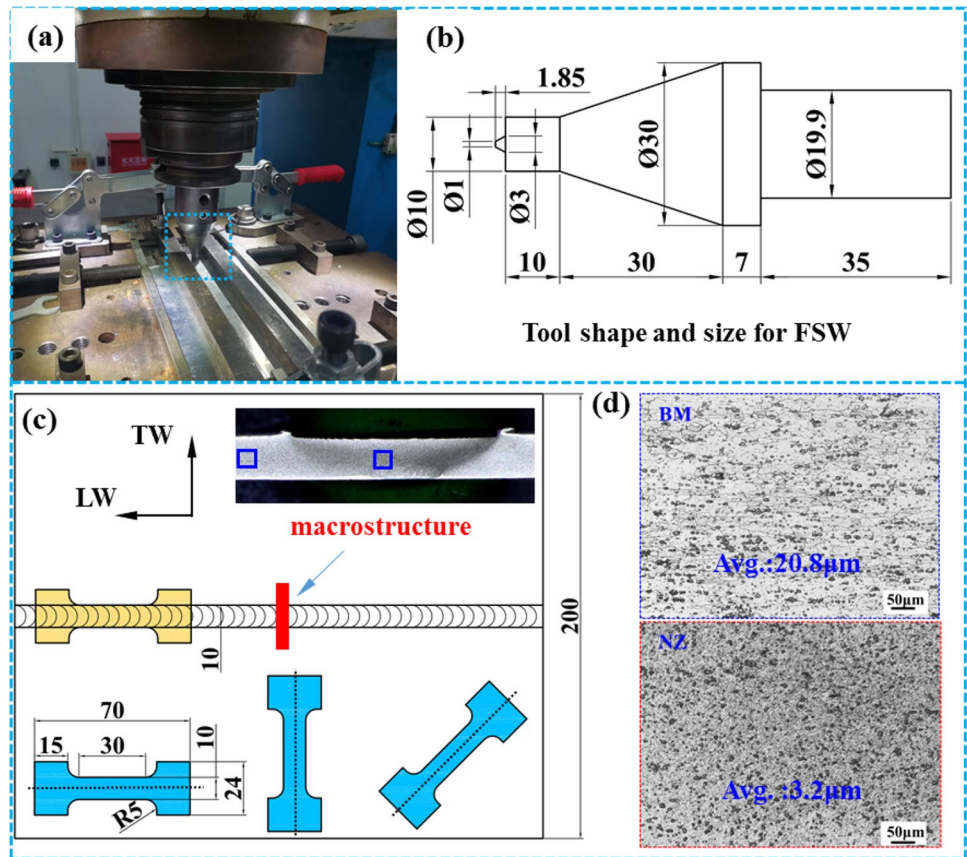 (a)
(b)
1.85
Ø10
Ø1
Ø3
Ø30
Ø19.9
10
30
7
35
Tool shape and size for FSW
(c)
TW
LW
macrostructure
10
200
70
15
30
10
24
R5
(d)
BM
Avg.:20.8μm
50μm
NZ
Avg. :3.2μm
50μm